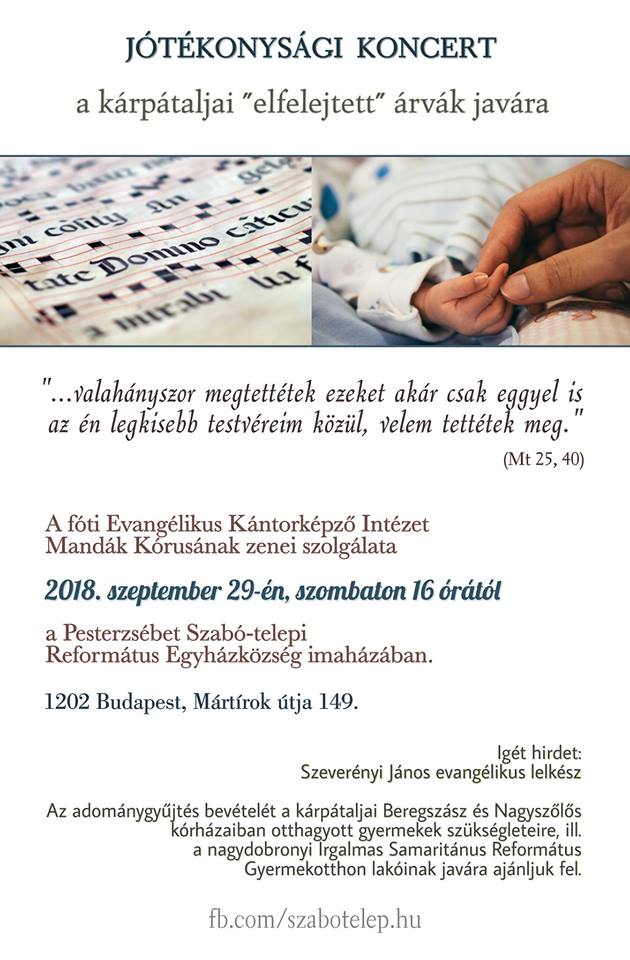 JÓTÉKONYSÁGI KONCERT
a kárpátaljai "elfelejtett" árvák javára
tate Domino cāticu
a mirabi
"...valahányszor megtettétek ezeket akár csak eggyel is
az én legkisebb testvéreim közül, velem tettétek meg."
(Mt 25, 40)
A fóti Evangélikus Kántorképző Intézet
Mandák Kórusának zenei szolgálata
2018. szeptember 29-én, szombaton 16 órától
a Pesterzsébet Szabó-telepi
Református Egyházközség imaházában.
1202 Budapest, Mártírok útja 149.
Igét hirdet:
Szeverényi János evangélikus lelkész
Az adománygyűjtés bevételét a kárpátaljai Beregszász és Nagyszőlős
kórházaiban otthagyott gyermekek szükségleteire, ill.
a nagydobronyi Irgalmas Samaritánus Református
Gyermekotthon lakóinak javára ajánljuk fel.
fb.com/szabotelep.hu